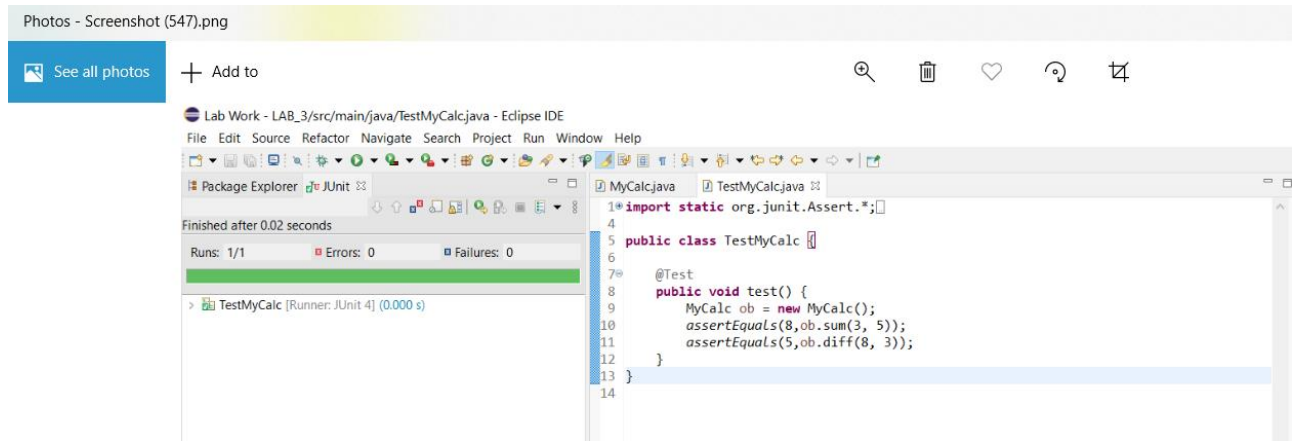 Photos - Screenshot (547).png
See all photos
Add to
Lab Work - LAB_3/src/main/java/TestMyCalc.java - Eclipse IDE
File Edit Source Refactor Navigate Search Project Run Window Help
Package Explorer JUnit
MyCalc.java TestMyCalc.java
Finished after 0.02 seconds
Runs: 1/1 Errors: 0 Failures: 0
TestMyCalc [Runner: JUnit 4] (0.000 s)
1 import static org.junit.Assert.*;
4
5 public class TestMyCalc {
6
7 @Test
8 public void test() {
9 MyCalc ob = new MyCalc();
10 assertEquals(8,ob.sum(3, 5));
11 assertEquals(5,ob.diff(8, 3));
12 }
13 }
14